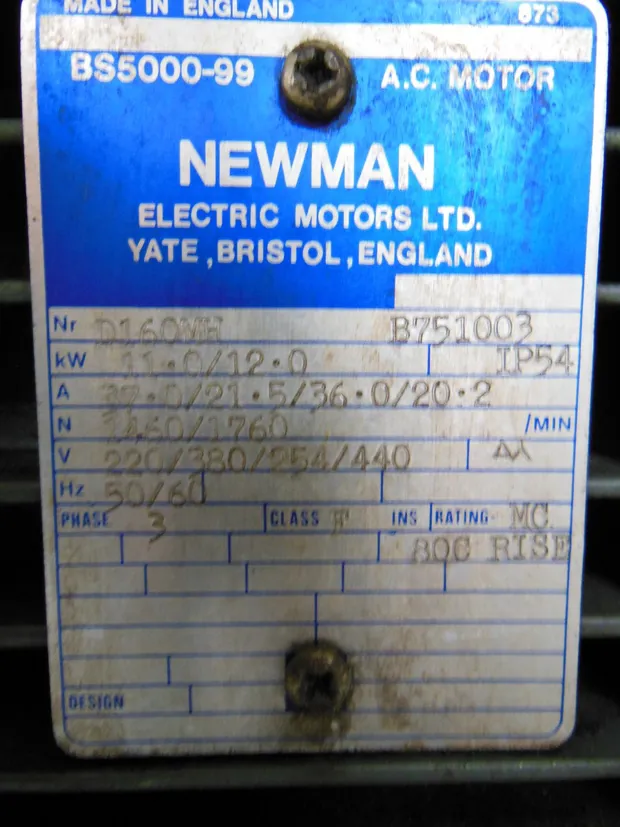 MADE IN ENGLAND 873
BS5000-99 A.C. MOTOR
NEWMAN
ELECTRIC MOTORS LTD.
YATE, BRISTOL, ENGLAND
Nr D160MH B751003
kW 11·0/12·0 IP54
A 37·0/21·5/36·0/20·2
N 1460/1760 /MIN
V 220/380/254/440
Hz 50/60
PHASE 3 CLASS F INS RATING MC
80C RISE
DESIGN